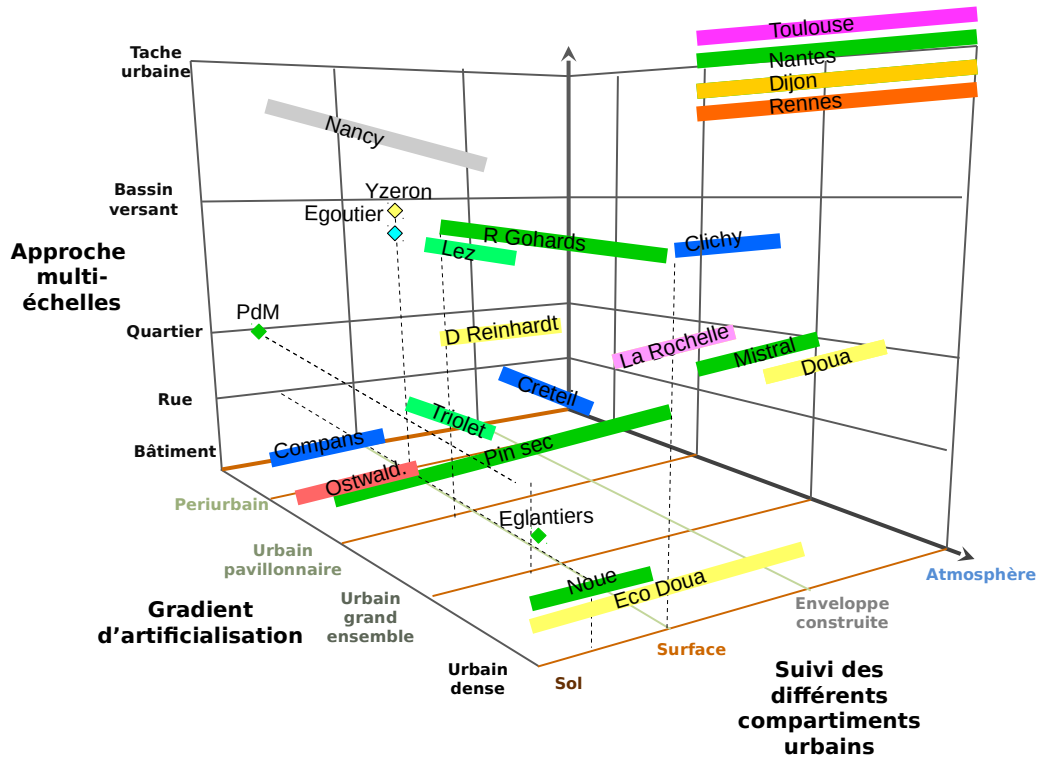 Toulouse
Nantes
Dijon
Rennes
Tache
urbaine
Nancy
Bassin
versant
Yzeron
Egoutier
R Gohards
Lez
Clichy
Approche
multi-
échelles
PdM
Quartier
D Reinhardt
La Rochelle
Mistral
Doua
Rue
Creteil
Triolet
Bâtiment
Compans
Pin sec
Ostwald.
Periurbain
Eglantiers
Urbain
pavillonnaire
Atmosphère
Noue
Eco Doua
Gradient
d’artificialisation
Urbain
grand
ensemble
Enveloppe
construite
Surface
Urbain
dense
Sol
Suivi des
différents
compartiments
urbains